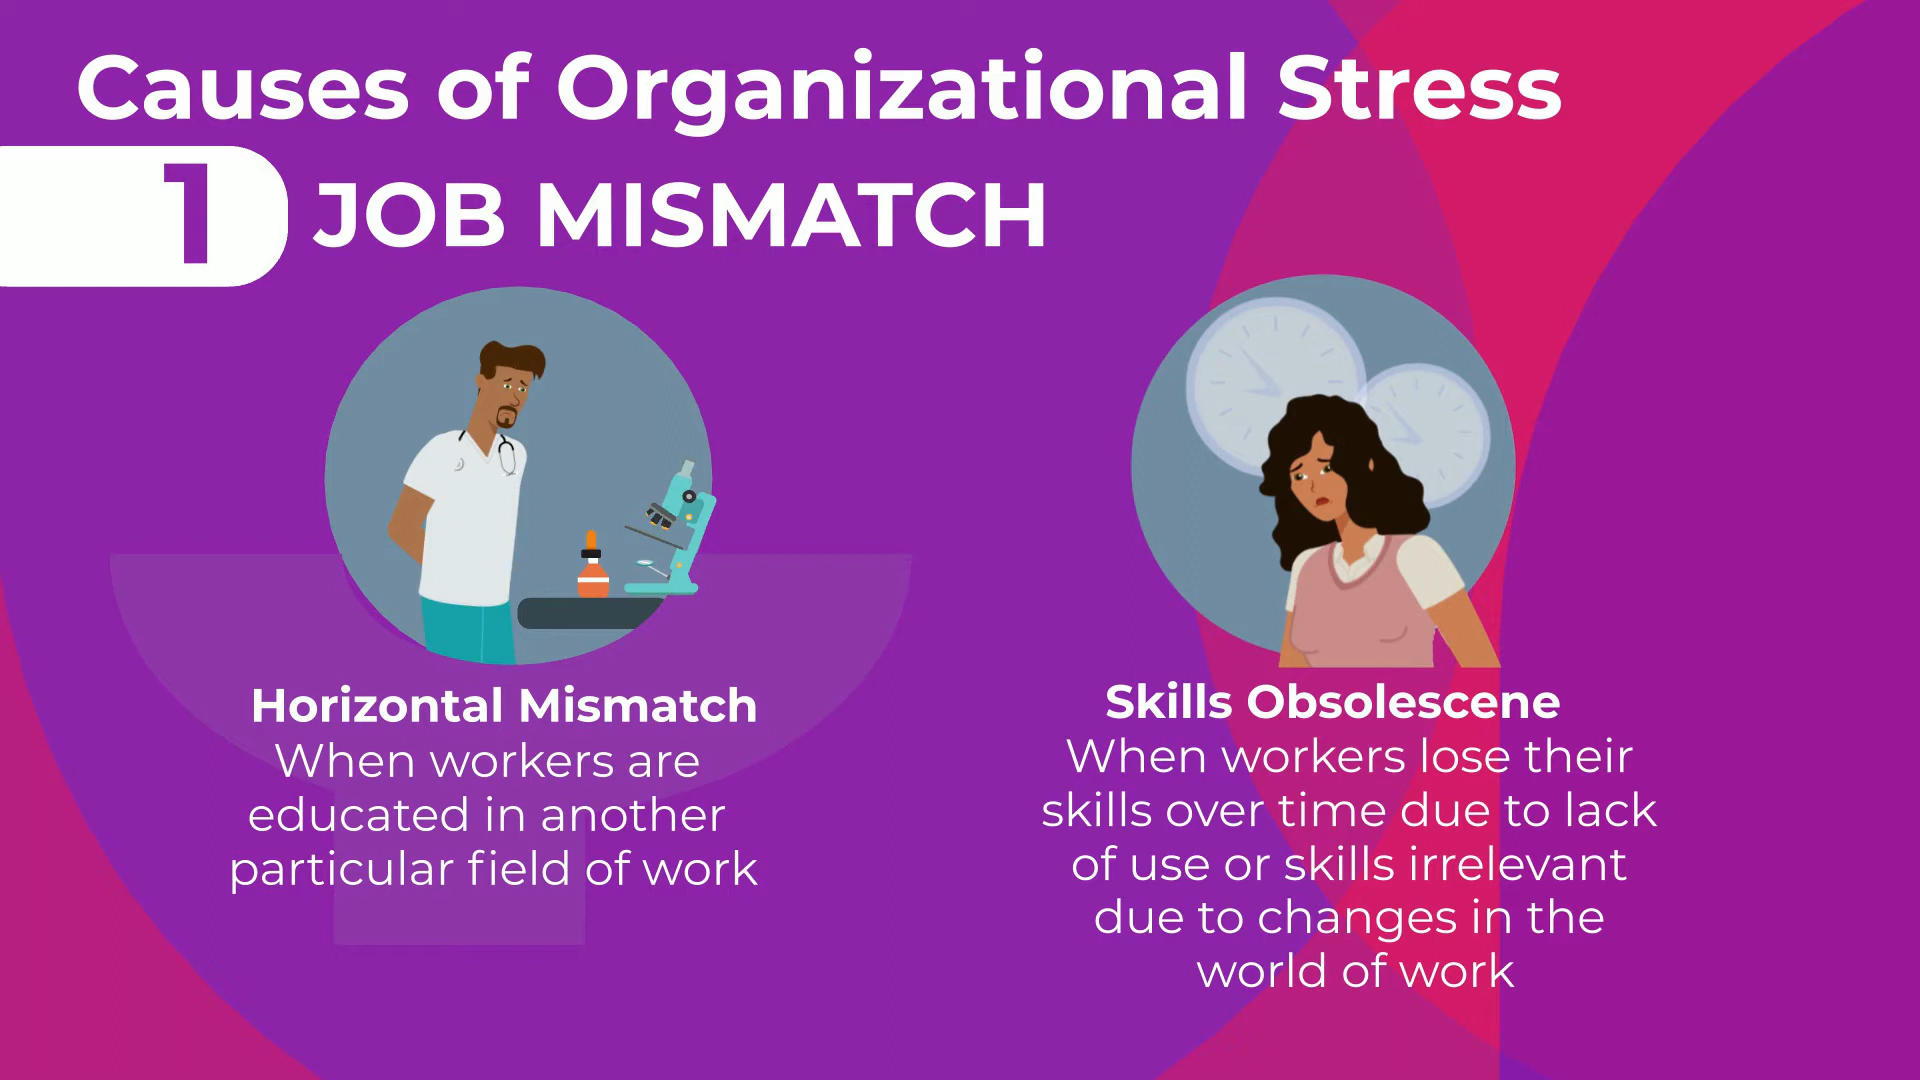 Causes of Organizational Stress
1 JOB MISMATCH
Horizontal Mismatch
When workers are
educated in another
particular field of work
Skills Obsolescene
When workers lose their
skills over time due to lack
of use or skills irrelevant
due to changes in the
world of work